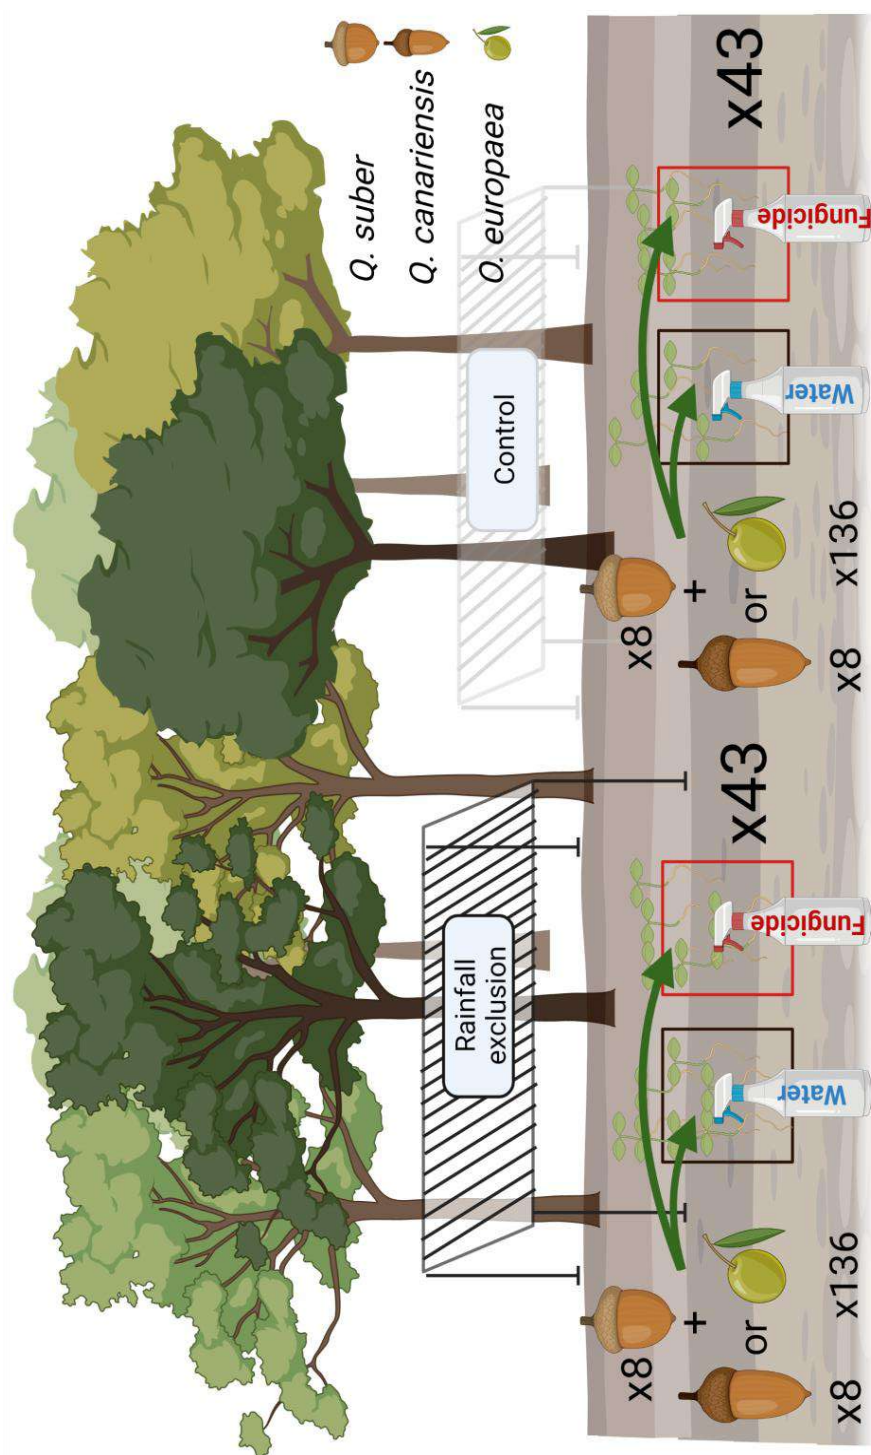 Q. suber
Q. canariensis
O. europaea
Rainfall
exclusion
Control
x8
+
or
x8
x136
Water
Fungicide
x43
x8
+
or
x8
x136
Water
Fungicide
x43